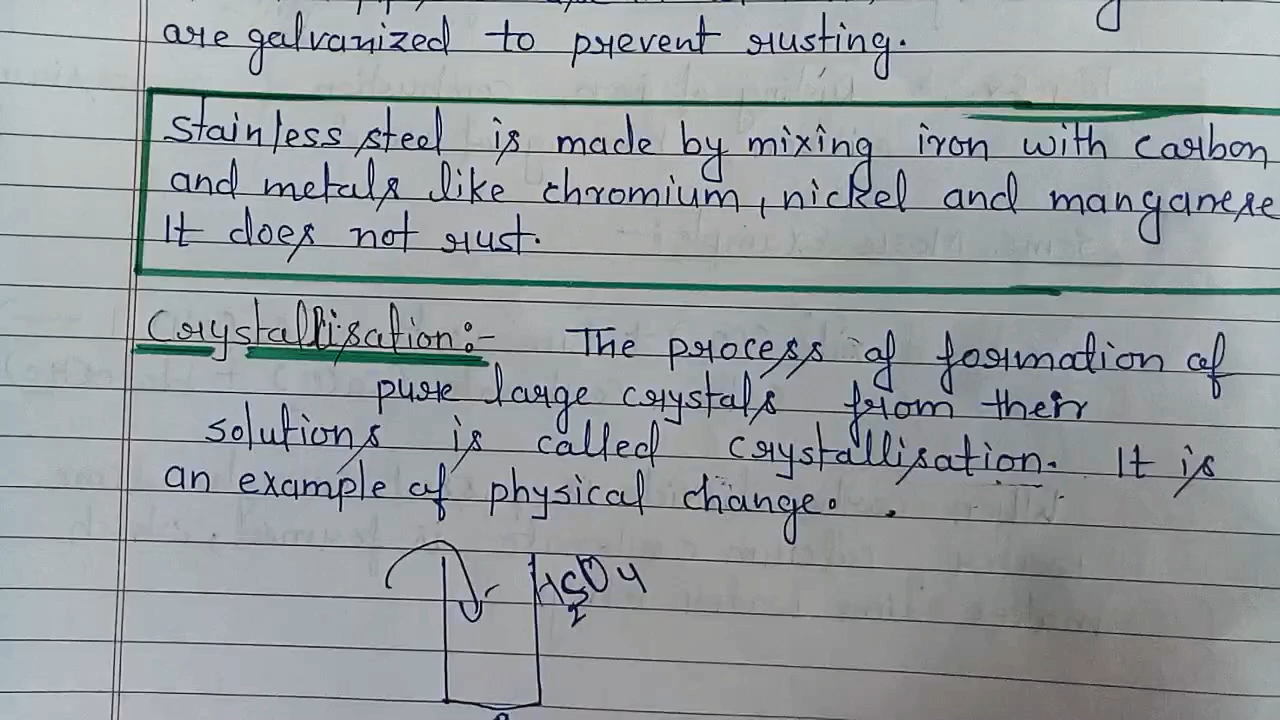 are galvanized to prevent rusting.
Stainless steel is made by mixing iron with carbon
and metals like chromium, nickel and manganese
It does not rust.
Crystallisation:- The process of formation of
pure large crystals from their
solutions is called crystallisation. It is
an example of physical change.
H2SO4